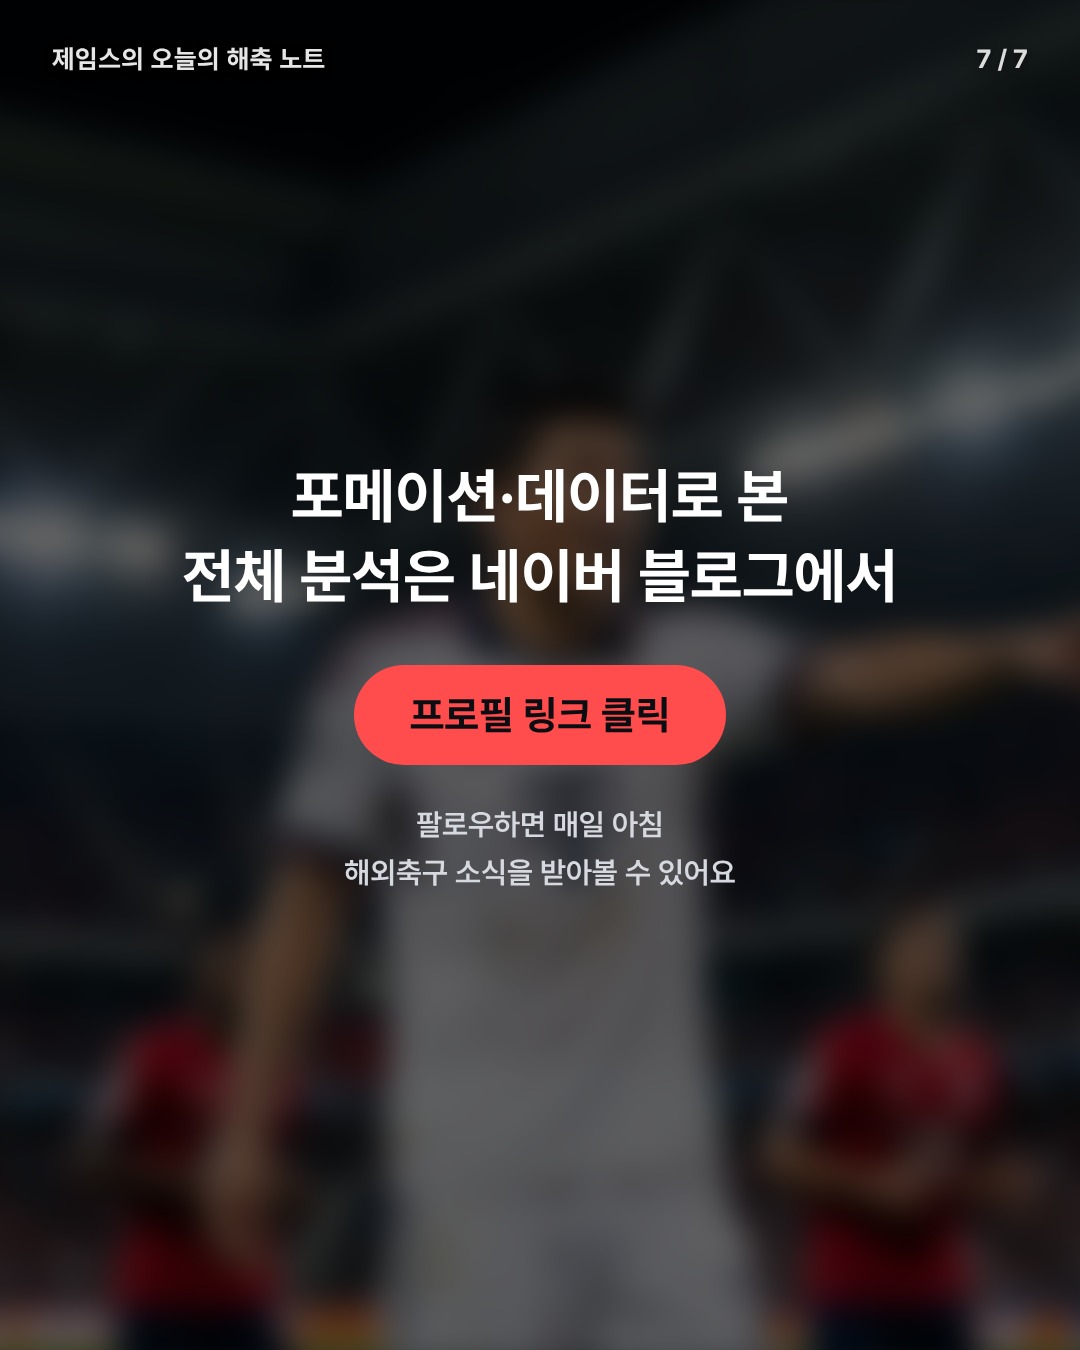 제임스의 오늘의 해축 노트
7 / 7
포메이션·데이터로 본
전체 분석은 네이버 블로그에서
프로필 링크 클릭
팔로우하면 매일 아침
해외축구 소식을 받아볼 수 있어요